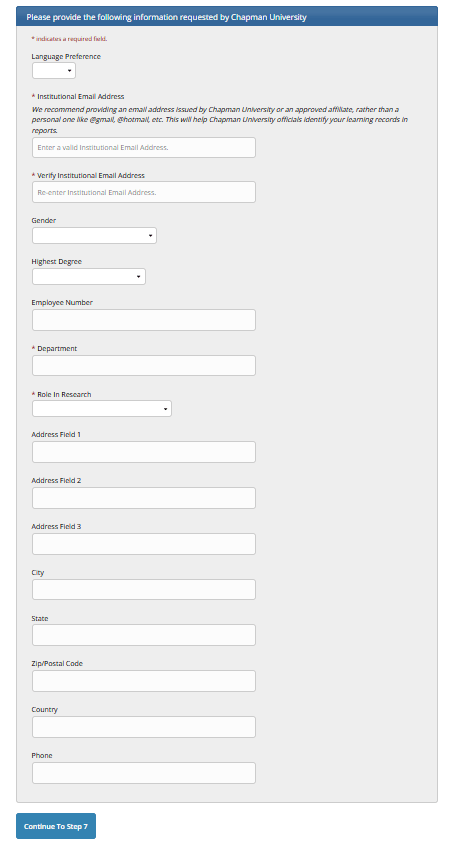 Please provide the following information requested by Chapman University
* indicates a required field.
Language Preference
* Institutional Email Address
We recommend providing an email address issued by Chapman University or an approved affiliate, rather than a
personal one like @gmail, @hotmail, etc. This will help Chapman University officials identify your learning records in
reports.
Enter a valid Institutional Email Address.
* Verify Institutional Email Address
Re-enter Institutional Email Address.
Gender
Highest Degree
Employee Number
* Department
* Role In Research
Address Field 1
Address Field 2
Address Field 3
City
State
Zip/Postal Code
Country
Phone
Continue To Step 7